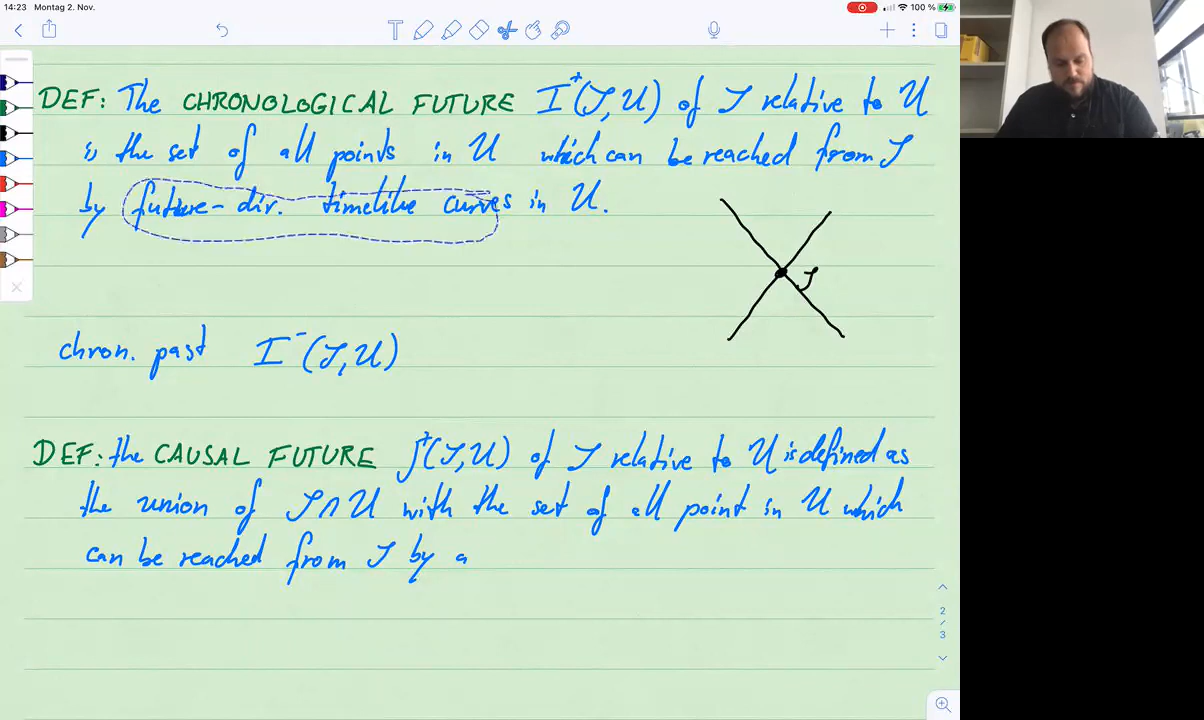 14:23 Montag 2. Nov.
100 %
DEF: The CHRONOLOGICAL FUTURE I⁺(𝒮,𝒰) of 𝒮 relative to 𝒰
is the set of all points in 𝒰 which can be reached from 𝒮
by future-dir. timelike curves in 𝒰.
𝒮
chron. past I⁻(𝒮,𝒰)
DEF: the CAUSAL FUTURE J⁺(𝒮,𝒰) of 𝒮 relative to 𝒰 is defined as
the union of 𝒮∩𝒰 with the set of all point in 𝒰 which
can be reached from 𝒮 by a
2
/
3